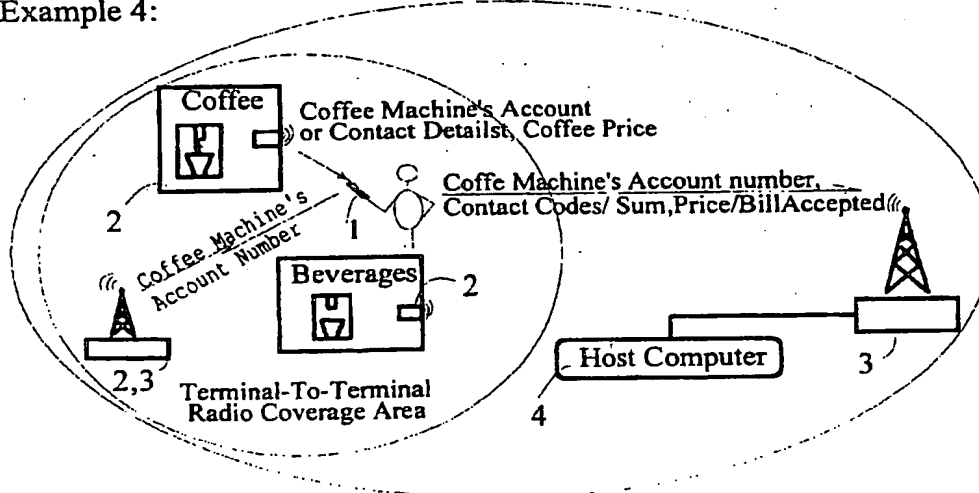 Example 4:
Coffee
Coffee Machine's Account
or Contact Detailst, Coffee Price
2
1
Coffe Machine's Account number,
Contact Codes/ Sum,Price/BillAccepted
Coffee Machine's
Account Number
Beverages
2
2,3
Terminal-To-Terminal
Radio Coverage Area
Host Computer
4
3